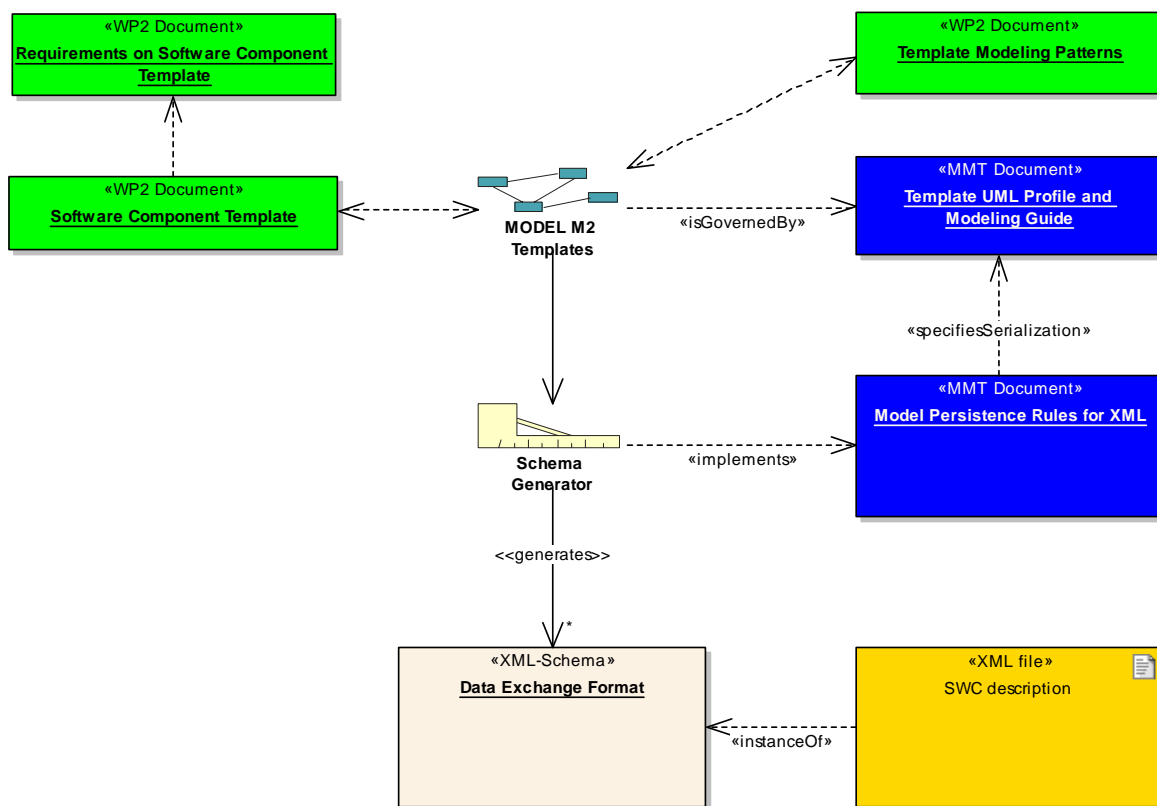 «WP2 Document»
Requirements on Software Component
Template
«WP2 Document»
Template Modeling Patterns
«WP2 Document»
Software Component Template
MODEL M2
Templates
«isGovernedBy»
«MMT Document»
Template UML Profile and
Modeling Guide
«specifiesSerialization»
«MMT Document»
Model Persistence Rules for XML
Schema
Generator
«implements»
<<generates>>
*
«XML-Schema»
Data Exchange Format
«instanceOf»
«XML file»
SWC description